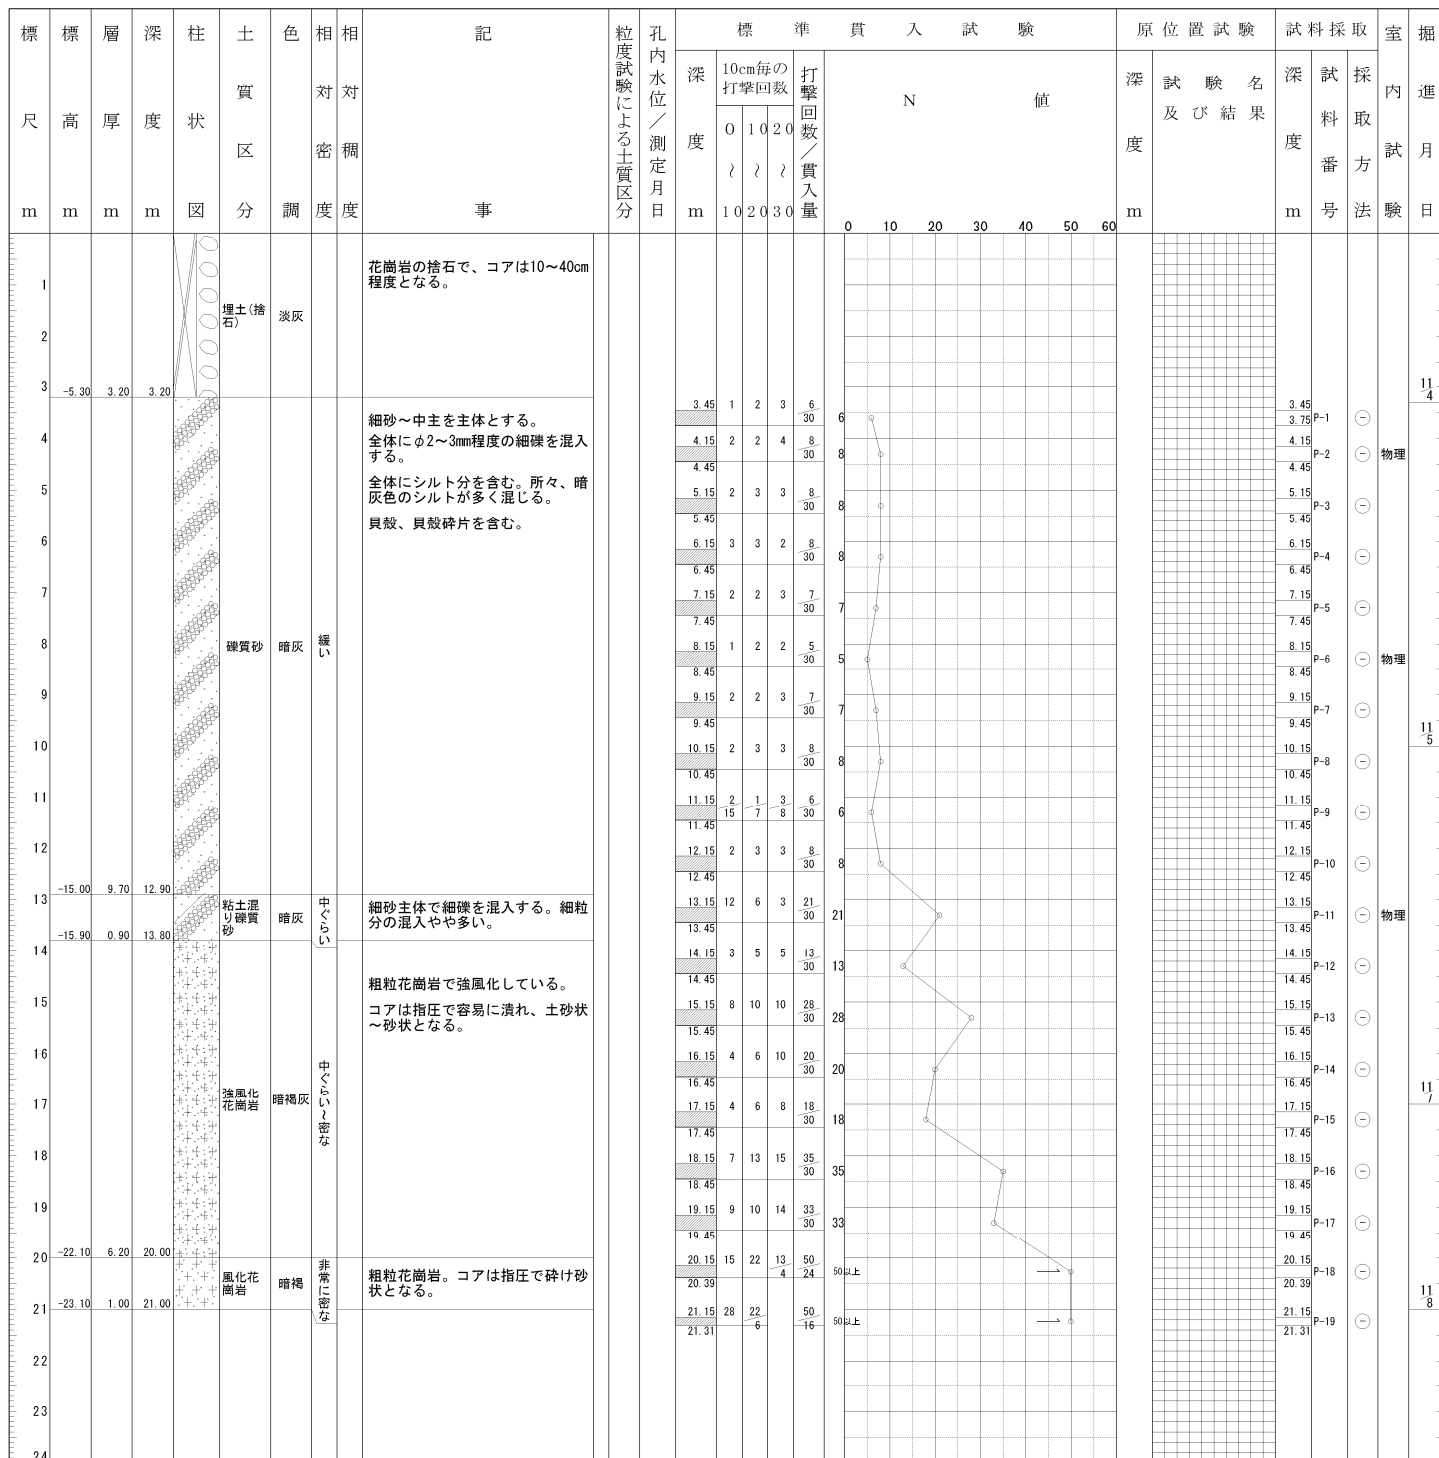 標尺m
標高m
層厚m
深度m
柱状図
土質区分
色調
相対密度
相対稠度
記事
粒度試験による土質区分
孔内水位／測定月日
標準貫入試験
深度m
10cm毎の打撃回数
0～10
10～20
20～30
打撃回数／貫入量
N値
0 10 20 30 40 50 60
原位置試験
深度m
試験名及び結果
試料採取
深度m
試料番号
採取方法
室内試験
掘進月日
花崗岩の捨石で、コアは10～40cm
程度となる。
1
埋土(捨
石)
淡灰
2
3
-5.30 3.20 3.20
11/4
3.45 1 2 3 6/30 6 3.45
3.75 P-1
細砂～中主を主体とする。
全体にφ2～3mm程度の細礫を混入
する。
全体にシルト分を含む。所々、暗
灰色のシルトが多く混じる。
貝殻、貝殻砕片を含む。
4
4.15 2 2 4 8/30 8 4.15 P-2 物理
4.45 4.45
5
5.15 2 3 3 8/30 8 5.15 P-3
5.45 5.45
6
6.15 3 3 2 8/30 8 6.15 P-4
6.45 6.45
7
7.15 2 2 3 7/30 7 7.15 P-5
7.45 7.45
8
礫質砂 暗灰 緩い
8.15 1 2 2 5/30 5 8.15 P-6 物理
8.45 8.45
9
9.15 2 2 3 7/30 7 9.15 P-7
9.45 9.45
11/5
10
10.15 2 3 3 8/30 8 10.15 P-8
10.45 10.45
11
11.15 2/15 1/7 3/8 6/30 6 11.15 P-9
11.45 11.45
12
12.15 2 3 3 8/30 8 12.15 P-10
12.45 12.45
-15.00 9.70 12.90
13
粘土混
り礫質
砂
暗灰 中ぐらい
細砂主体で細礫を混入する。細粒
分の混入やや多い。
13.15 12 6 3 21/30 21 13.15 P-11 物理
13.45 13.45
-15.90 0.90 13.80
14
14.15 3 5 5 13/30 13 14.15 P-12
14.45 14.45
粗粒花崗岩で強風化している。
コアは指圧で容易に潰れ、土砂状
～砂状となる。
15
15.15 8 10 10 28/30 28 15.15 P-13
15.45 15.45
16
16.15 4 6 10 20/30 20 16.15 P-14
16.45 16.45
強風化
花崗岩
暗褐灰 中ぐらい～密な
11/7
17
17.15 4 6 8 18/30 18 17.15 P-15
17.45 17.45
18
18.15 7 13 15 35/30 35 18.15 P-16
18.45 18.45
19
19.15 9 10 14 33/30 33 19.15 P-17
19.45 19.45
20
-22.10 6.20 20.00
20.15 15 22 13/4 50/24 50以上 20.15 P-18
20.39 20.39
風化花
崗岩
暗褐 非常に密な
粗粒花崗岩。コアは指圧で砕け砂
状となる。
11/8
21
-23.10 1.00 21.00
21.15 28 22/6 50/16 50以上 21.15 P-19
21.31 21.31
22
23
24